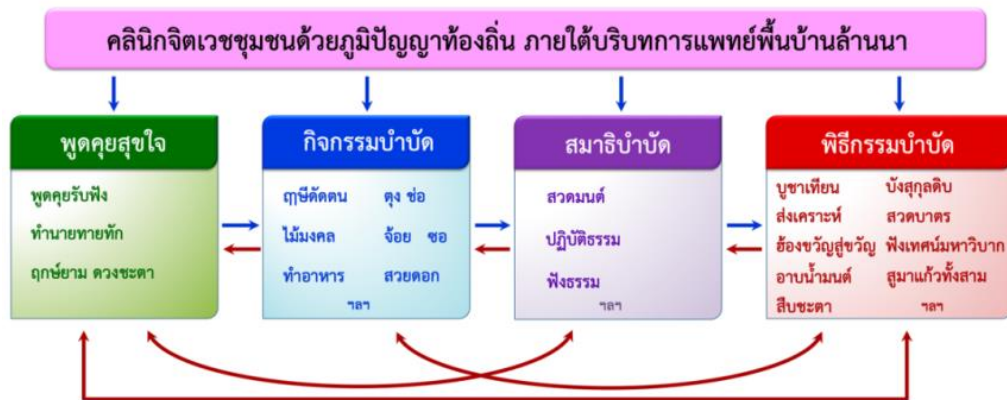 คลินิกจิตเวชชุมชนด้วยภูมิปัญญาท้องถิ่น ภายใต้บริบทการแพทย์พื้นบ้านล้านนา
พูดคุยสุขใจ
พูดคุยรับฟัง
ทำนายทายทัก
ฤกษ์ยาม ดวงชะตา
กิจกรรมบำบัด
ฤๅษีดัดตน ตุง ช่อ
ไม้มงคล จ้อย ซอ
ทำอาหาร สวยดอก
ฯลฯ
สมาธิบำบัด
สวดมนต์
ปฏิบัติธรรม
ฟังธรรม
ฯลฯ
พิธีกรรมบำบัด
บูชาเทียน บังสุกุลดิบ
ส่งเคราะห์ สวดบาตร
ฮ้องขวัญสู่ขวัญ ฟังเทศน์มหาวิบาก
อาบน้ำมนต์ สูมาแก้วทั้งสาม
สืบชะตา ฯลฯ